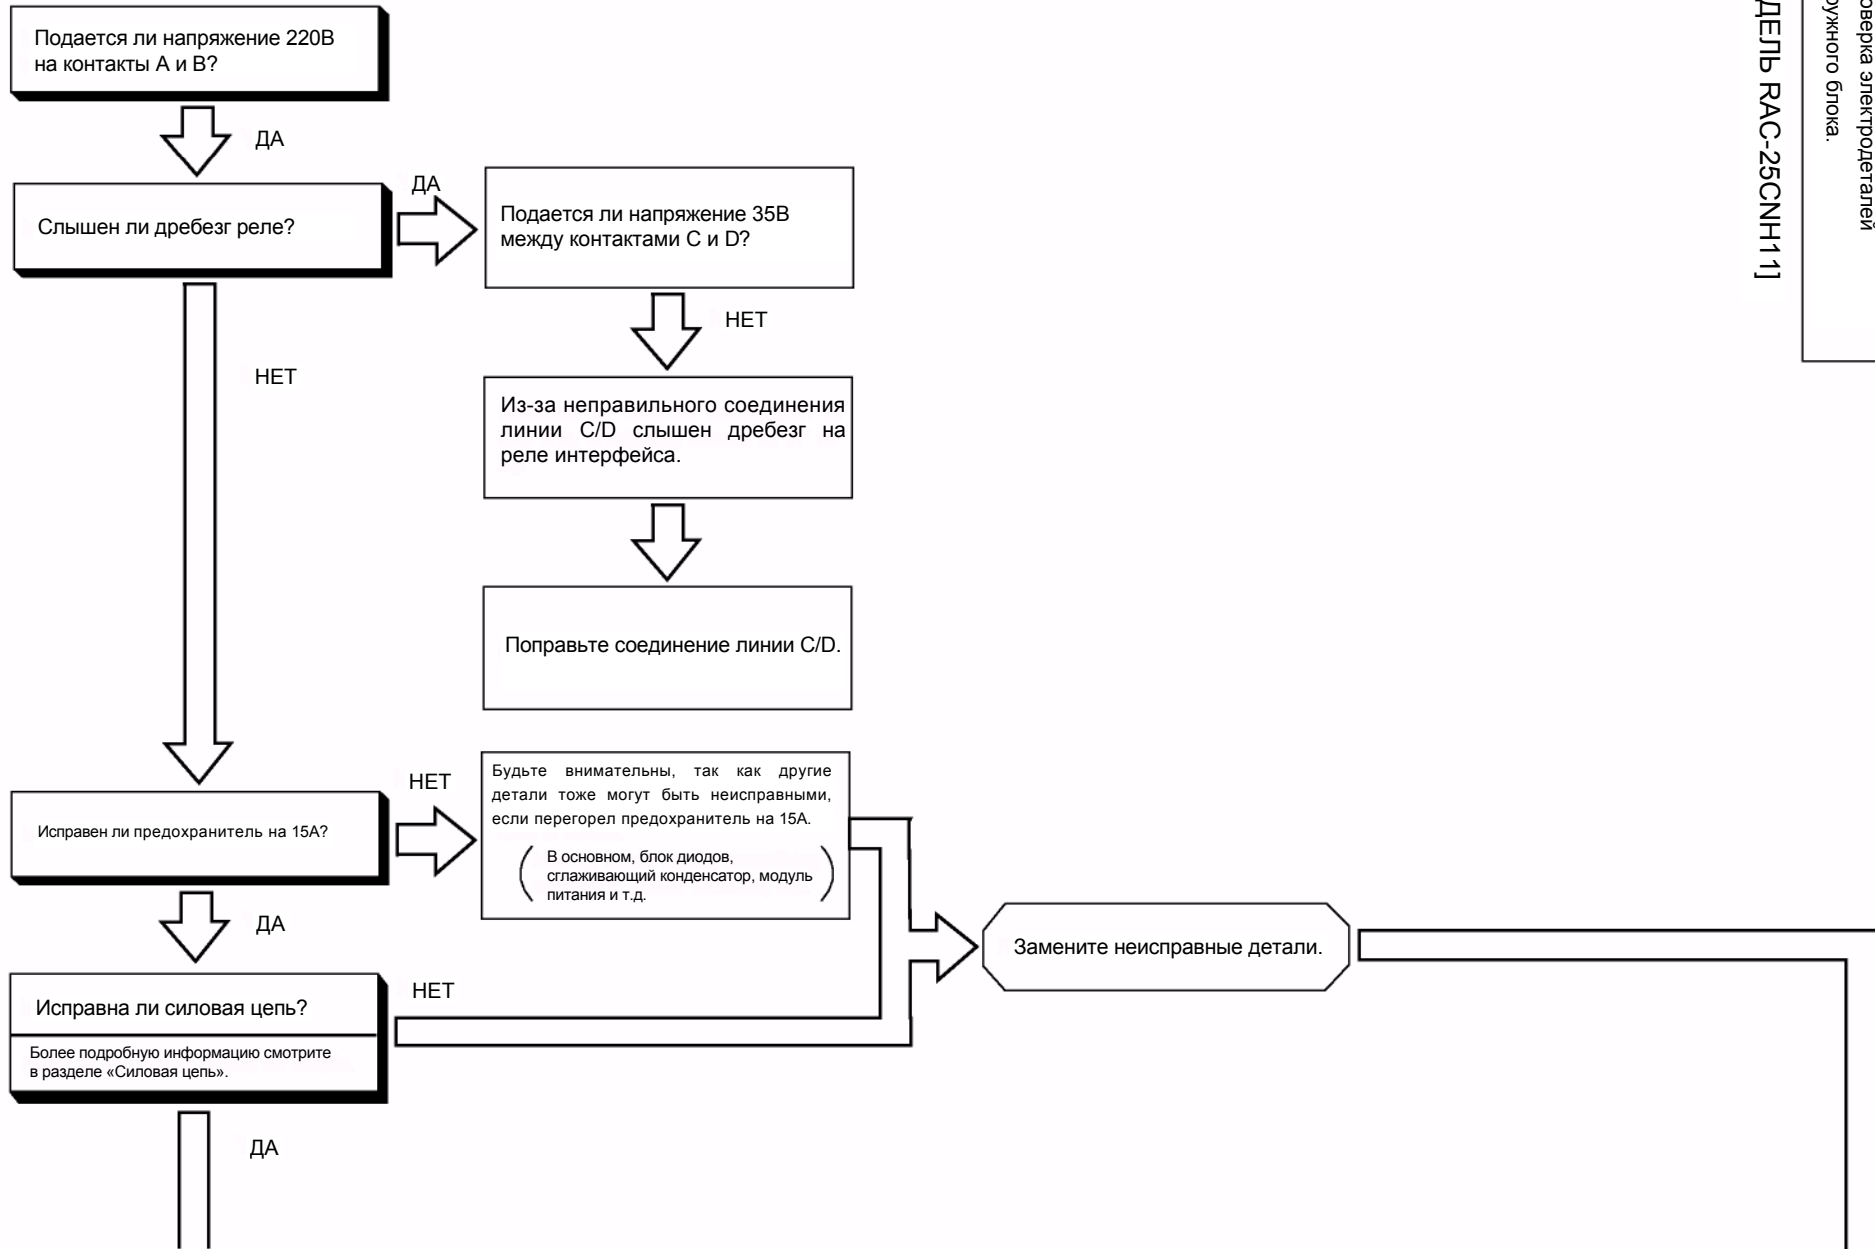 Подается ли напряжение 220В
на контакты А и В?
ДА
Слышен ли дребезг реле?
ДА
Подается ли напряжение 35В
между контактами С и D?
НЕТ
НЕТ
Из-за неправильного соединения
линии C/D слышен дребезг на
реле интерфейса.
Поправьте соединение линии C/D.
Исправен ли предохранитель на 15А?
НЕТ
Будьте внимательны, так как другие
детали тоже могут быть неисправными,
если перегорел предохранитель на 15А.
В основном, блок диодов,
сглаживающий конденсатор, модуль
питания и т.д.
ДА
Замените неисправные детали.
Исправна ли силовая цепь?
НЕТ
Более подробную информацию смотрите
в разделе «Силовая цепь».
ДА
электродеталей
блока.
RAC-25CNH11]